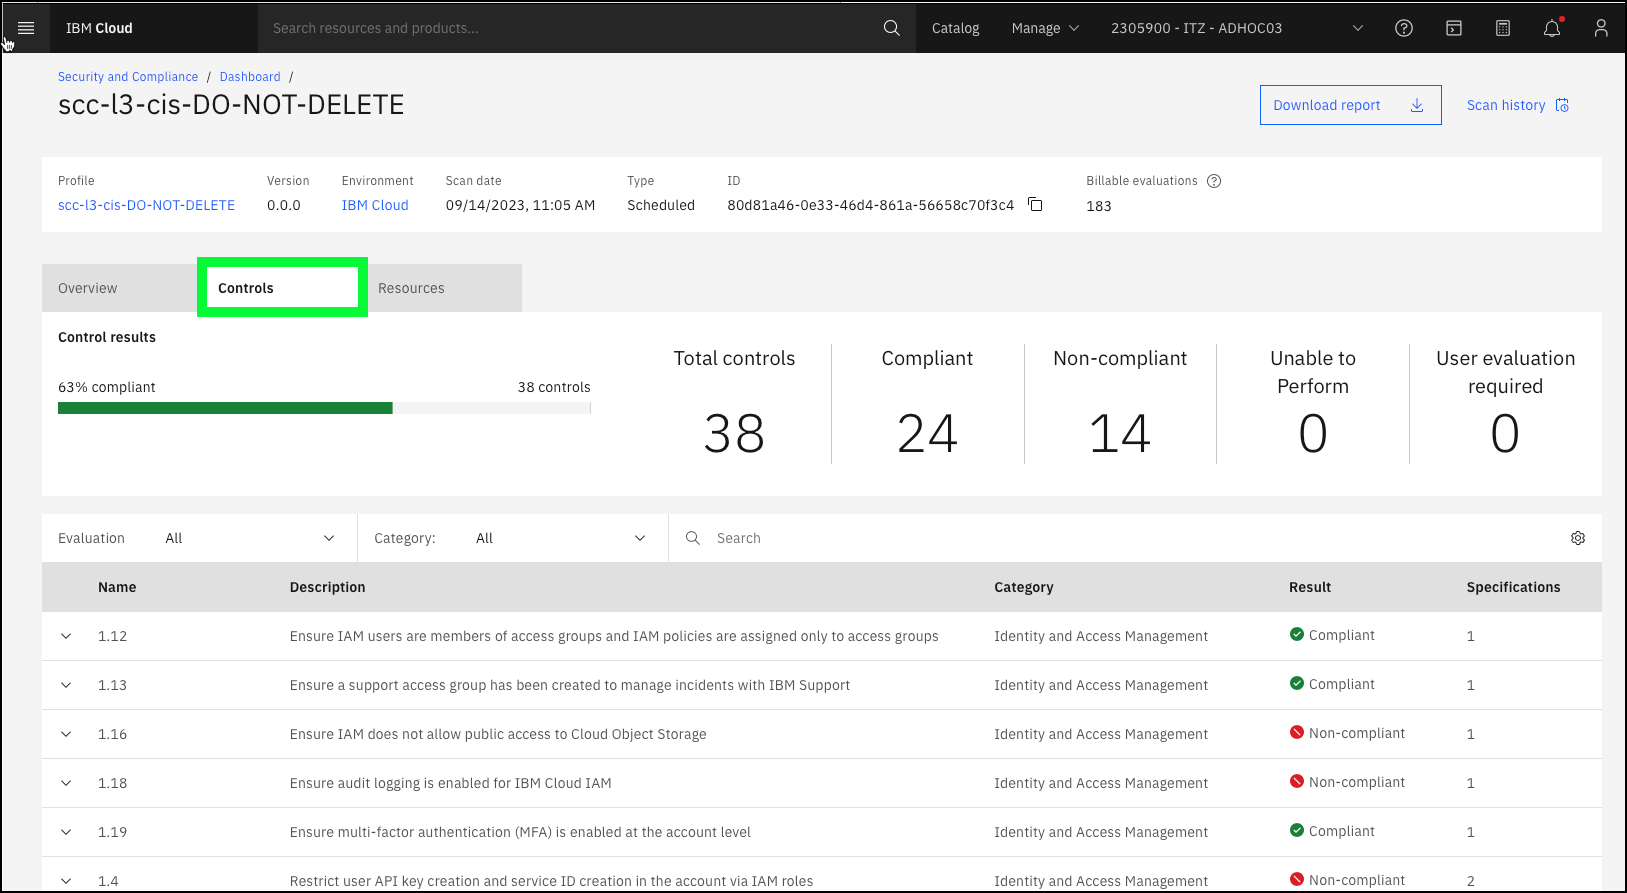 IBM Cloud
Search resources and products...
Catalog
Manage
2305900 - ITZ - ADHOC03
Security and Compliance / Dashboard /
scc-l3-cis-DO-NOT-DELETE
Download report
Scan history
Profile
Version
Environment
Scan date
Type
ID
Billable evaluations
scc-l3-cis-DO-NOT-DELETE
0.0.0
IBM Cloud
09/14/2023, 11:05 AM
Scheduled
80d81a46-0e33-46d4-861a-56658c70f3c4
183
Overview
Controls
Resources
Control results
63% compliant
38 controls
Total controls
38
Compliant
24
Non-compliant
14
Unable to
Perform
0
User evaluation
required
0
Evaluation All
Category: All
Search
Name Description Category Result Specifications
1.12 Ensure IAM users are members of access groups and IAM policies are assigned only to access groups Identity and Access Management Compliant 1
1.13 Ensure a support access group has been created to manage incidents with IBM Support Identity and Access Management Compliant 1
1.16 Ensure IAM does not allow public access to Cloud Object Storage Identity and Access Management Non-compliant 1
1.18 Ensure audit logging is enabled for IBM Cloud IAM Identity and Access Management Non-compliant 1
1.19 Ensure multi-factor authentication (MFA) is enabled at the account level Identity and Access Management Compliant 1
1.4 Restrict user API key creation and service ID creation in the account via IAM roles Identity and Access Management Non-compliant 2